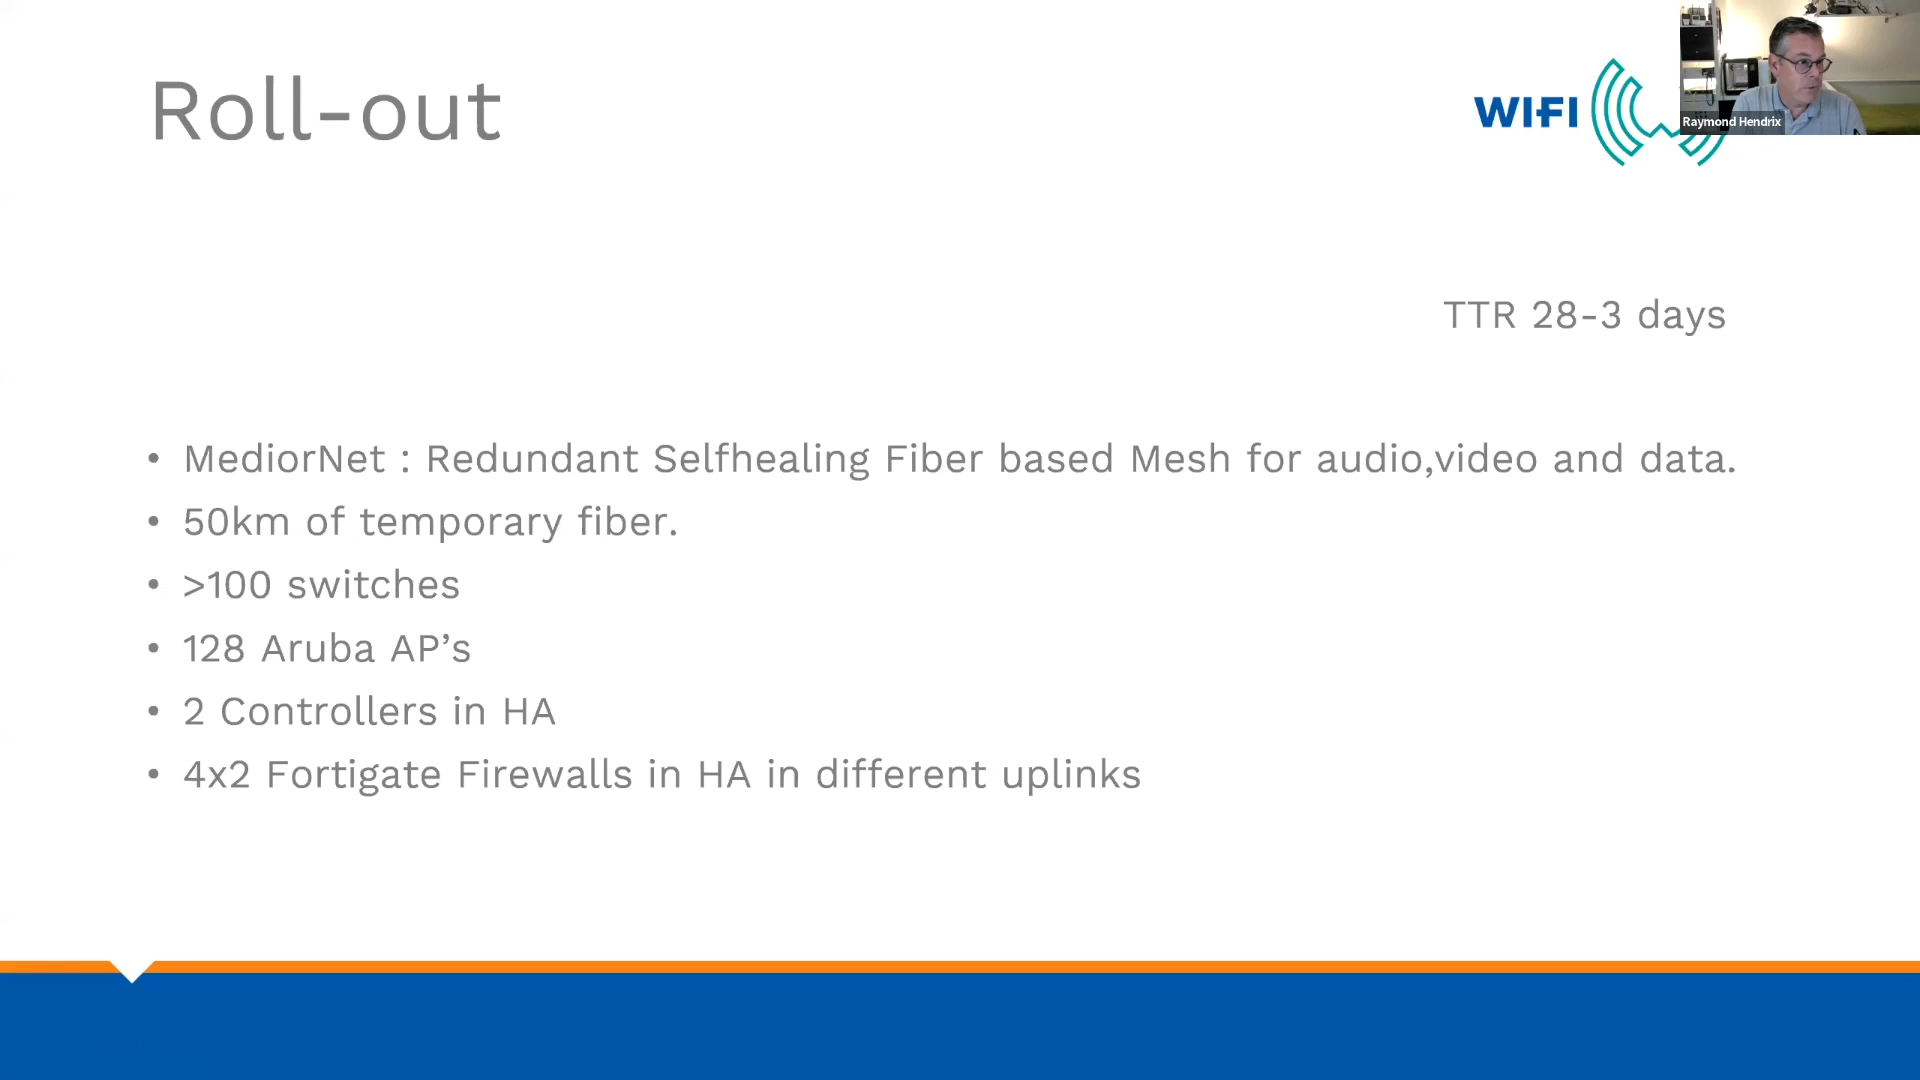 Roll-out
WIFI
Raymond Hendrix
TTR 28-3 days
• MediorNet : Redundant Selfhealing Fiber based Mesh for audio,video and data.
• 50km of temporary fiber.
• >100 switches
• 128 Aruba AP’s
• 2 Controllers in HA
• 4x2 Fortigate Firewalls in HA in different uplinks